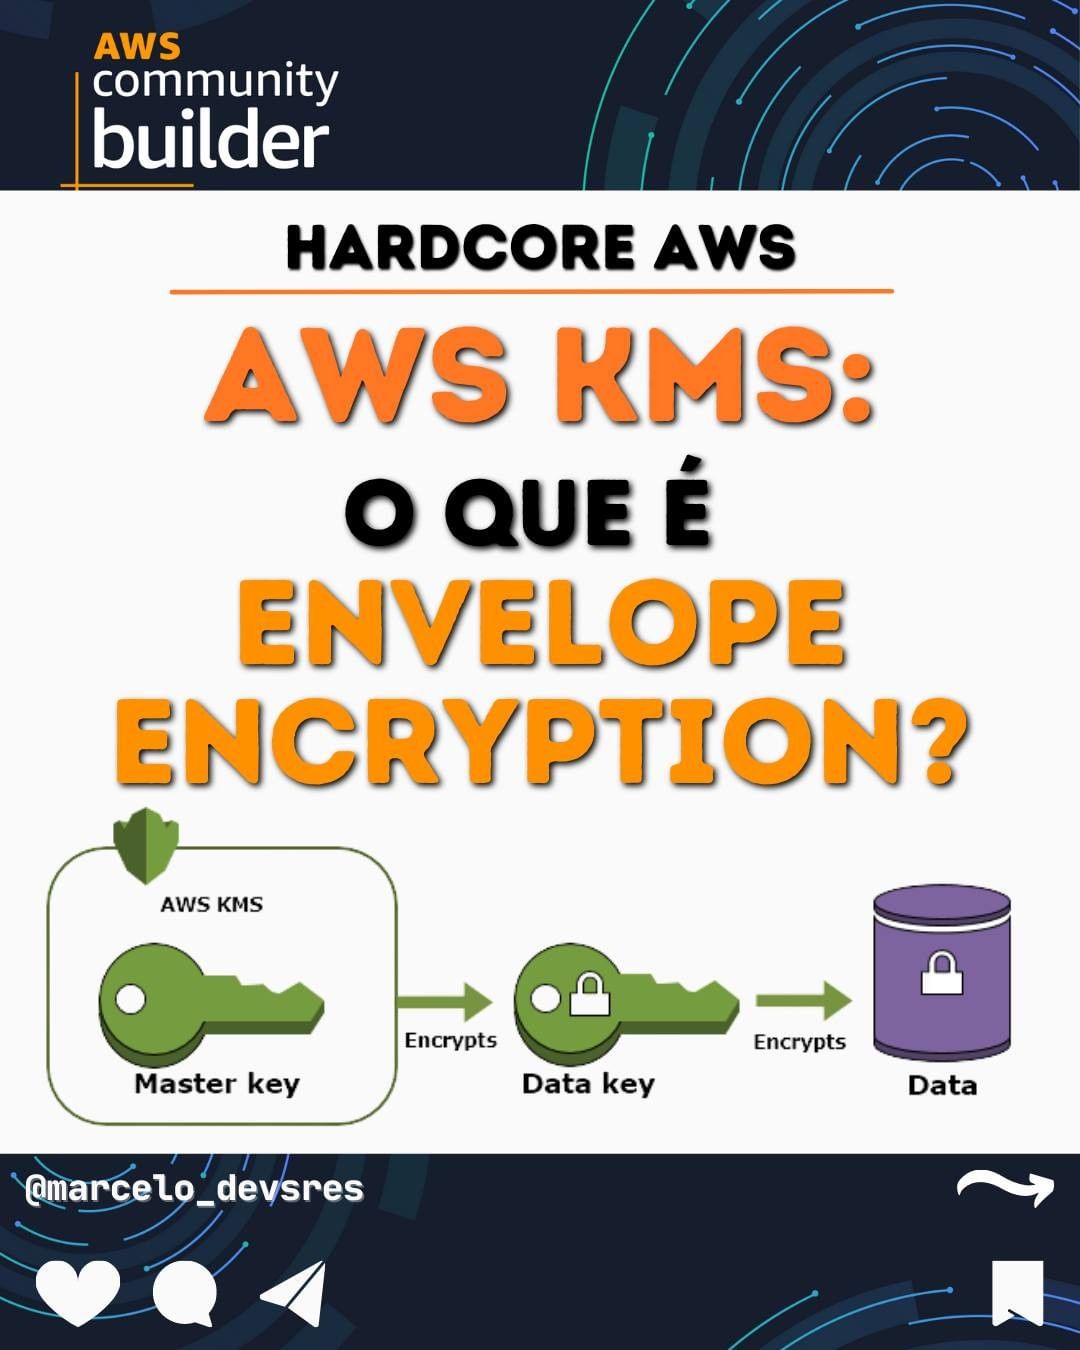 AWS
community
builder
HARDCORE AWS
AWS KMS:
O QUE É
ENVELOPE
ENCRYPTION?
AWS KMS
Encrypts
Encrypts
Master key
Data key
Data
@marcelo_devsres